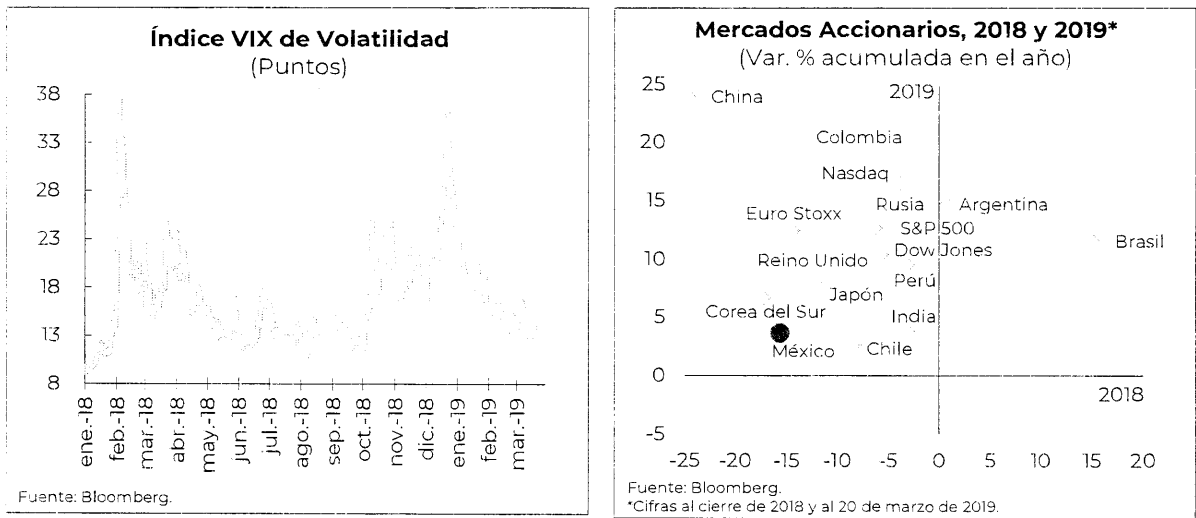 Índice VIX de Volatilidad
(Puntos)
38
33
28
23
18
13
8
ene.-18
feb.-18
mar.-18
abr.-18
may.-18
jun.-18
jul.-18
ago.-18
sep.-18
oct.-18
nov.-18
dic.-18
ene.-19
feb.-19
mar.-19
Fuente: Bloomberg.
Mercados Accionarios, 2018 y 2019*
(Var. % acumulada en el año)
25
20
15
10
5
0
-5
2019
China
Colombia
Nasdaq
Rusia
Argentina
Euro Stoxx
S&P 500
Brasil
Dow Jones
Reino Unido
Perú
Japón
Corea del Sur
India
México
Chile
2018
-25 -20 -15 -10 -5 0 5 10 15 20
Fuente: Bloomberg.
*Cifras al cierre de 2018 y al 20 de marzo de 2019.